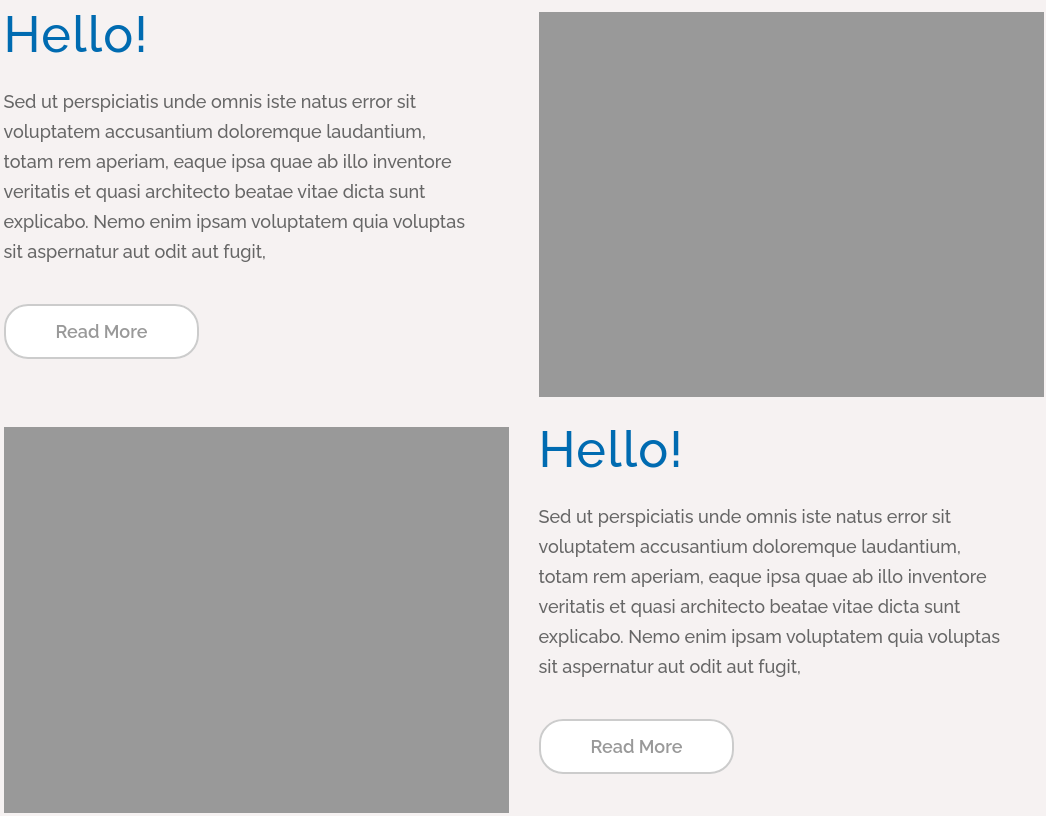 Hello!
Sed ut perspiciatis unde omnis iste natus error sit
voluptatem accusantium doloremque laudantium,
totam rem aperiam, eaque ipsa quae ab illo inventore
veritatis et quasi architecto beatae vitae dicta sunt
explicabo. Nemo enim ipsam voluptatem quia voluptas
sit aspernatur aut odit aut fugit,
Read More
Hello!
Sed ut perspiciatis unde omnis iste natus error sit
voluptatem accusantium doloremque laudantium,
totam rem aperiam, eaque ipsa quae ab illo inventore
veritatis et quasi architecto beatae vitae dicta sunt
explicabo. Nemo enim ipsam voluptatem quia voluptas
sit aspernatur aut odit aut fugit,
Read More